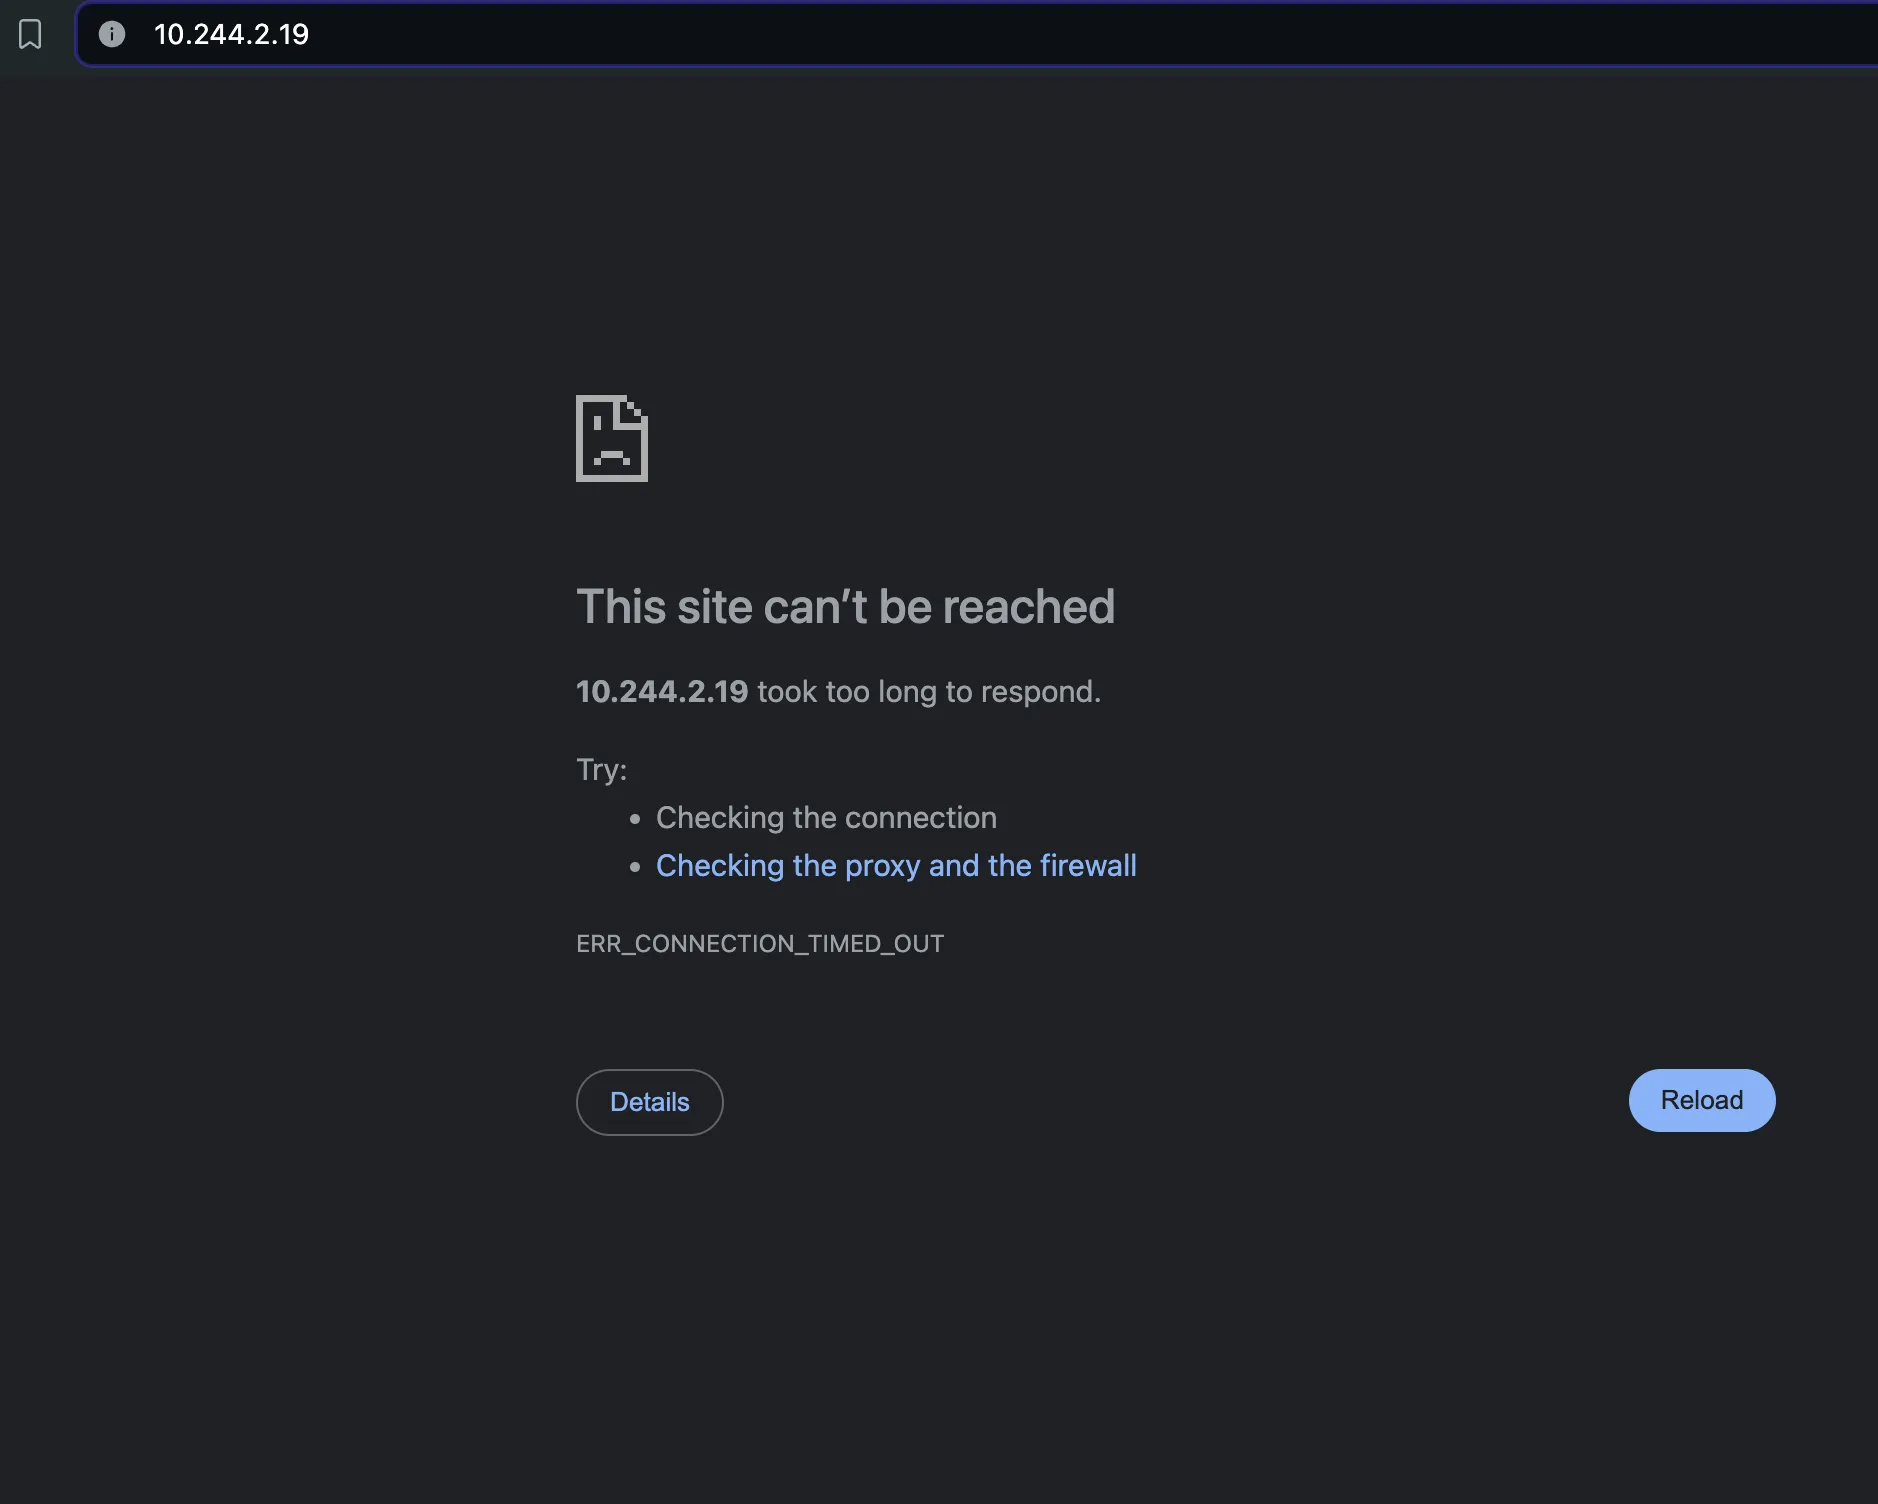 10.244.2.19
This site can’t be reached
10.244.2.19 took too long to respond.
Try:
• Checking the connection
• Checking the proxy and the firewall
ERR_CONNECTION_TIMED_OUT
Details
Reload